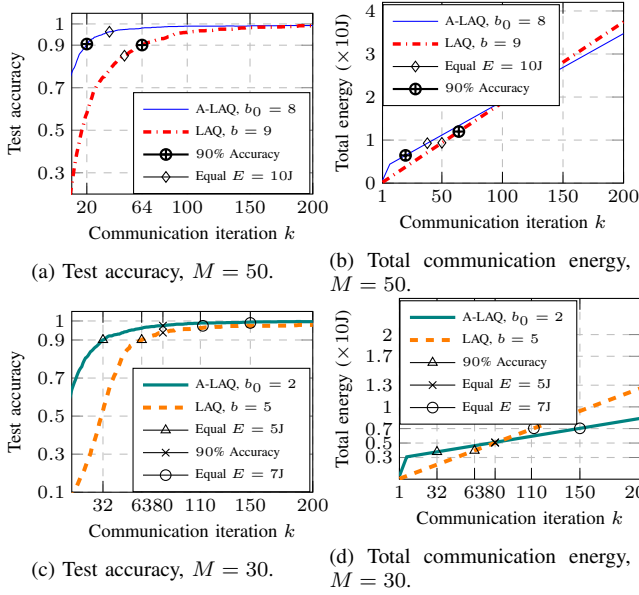 1
0.9
0.7
0.5
0.3
Test accuracy
A-LAQ, b₀ = 8
LAQ, b = 9
90% Accuracy
Equal E = 10J
20 64 100 150 200
Communication iteration k
(a) Test accuracy, M = 50.
4
3
2
1
0
Total energy (×10J)
A-LAQ, b₀ = 8
LAQ, b = 9
Equal E = 10J
90% Accuracy
1 50 100 150 200
Communication iteration k
(b) Total communication energy,
M = 50.
1
0.9
0.7
0.5
0.3
0.1
Test accuracy
A-LAQ, b₀ = 2
LAQ, b = 5
Equal E = 5J
90% Accuracy
Equal E = 7J
32 63 80 110 150 200
Communication iteration k
(c) Test accuracy, M = 30.
2
1.7
1.3
1
0.7
0.5
0.3
Total energy (×10J)
A-LAQ, b₀ = 2
LAQ, b = 5
90% Accuracy
Equal E = 5J
Equal E = 7J
1 32 63 80 110 150 200
Communication iteration k
(d) Total communication energy,
M = 30.